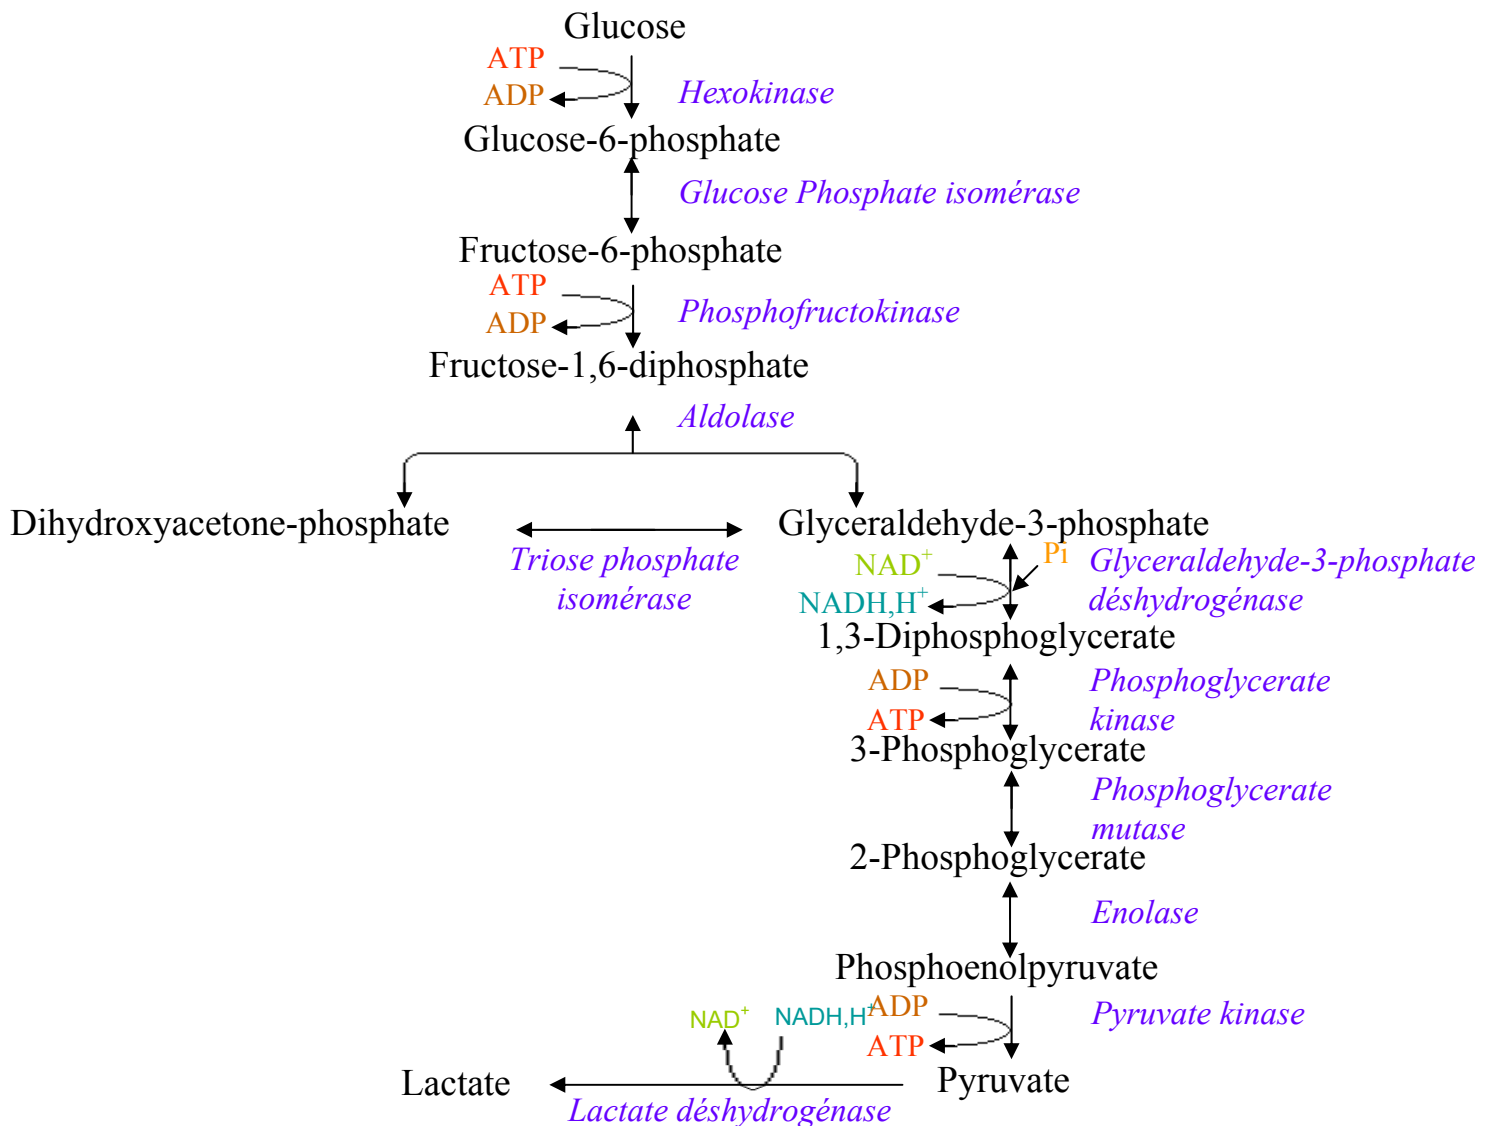 Glucose
ATP
ADP
Hexokinase
Glucose-6-phosphate
Glucose Phosphate isomérase
Fructose-6-phosphate
ATP
ADP
Phosphofructokinase
Fructose-1,6-diphosphate
Aldolase
Dihydroxyacetone-phosphate
Triose phosphate
isomérase
Glyceraldehyde-3-phosphate
NAD+
Pi
NADH,H+
Glyceraldehyde-3-phosphate
déshydrogénase
1,3-Diphosphoglycerate
ADP
ATP
Phosphoglycerate
kinase
3-Phosphoglycerate
Phosphoglycerate
mutase
2-Phosphoglycerate
Enolase
Phosphoenolpyruvate
ADP
ATP
Pyruvate kinase
Pyruvate
NAD+
NADH,H+
Lactate déshydrogénase
Lactate